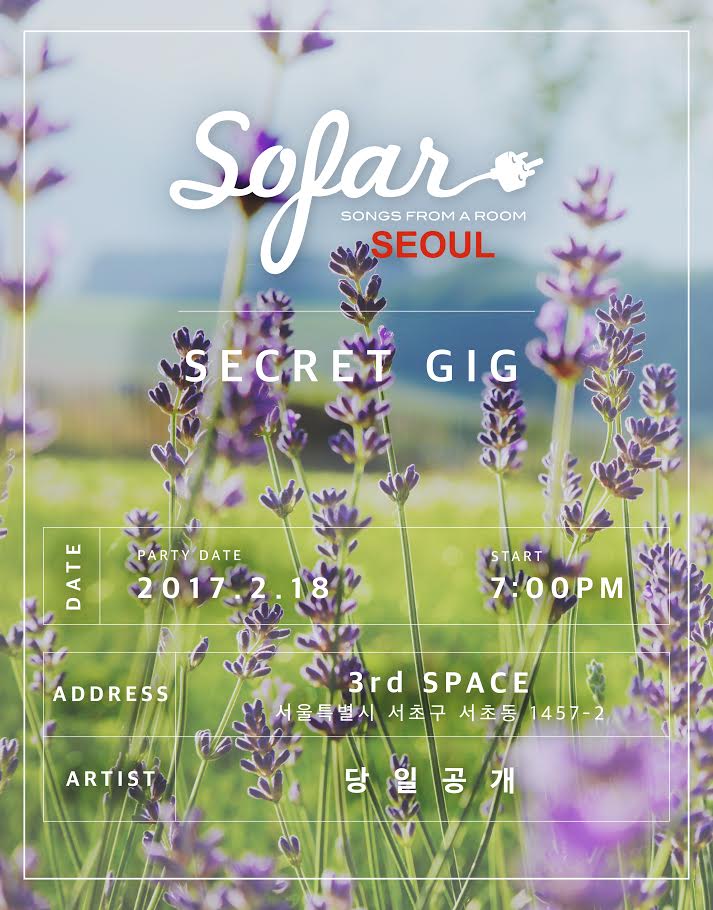 Sofar
SONGS FROM A ROOM
SEOUL
SECRET GIG
DATE
PARTY DATE
START
2017.2.18
7:00PM
ADDRESS
3rd SPACE
서울특별시 서초구 서초동 1457-2
ARTIST
당일공개